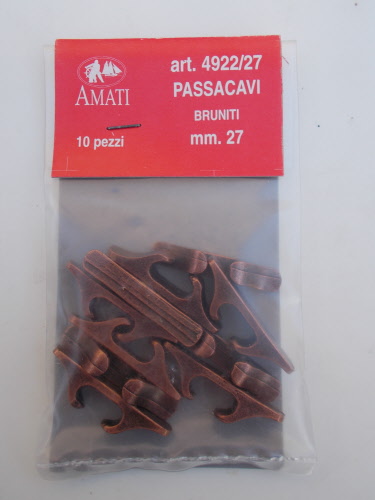 AMATI
10 pezzi
art. 4922/27
PASSACAVI
BRUNITI
mm. 27